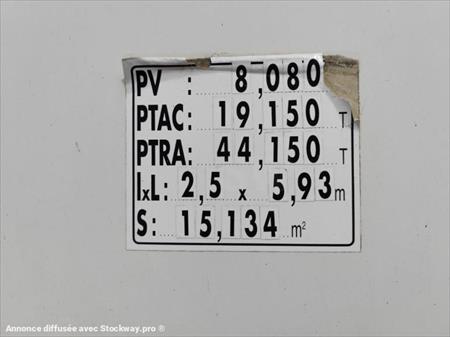 PV : 8,080
PTAC: 19,150 T
PTRA: 44,150 T
lxL: 2,5 x 5,93 m
S: 15,134 m²
Annonce diffusée avec Stockway.pro ®